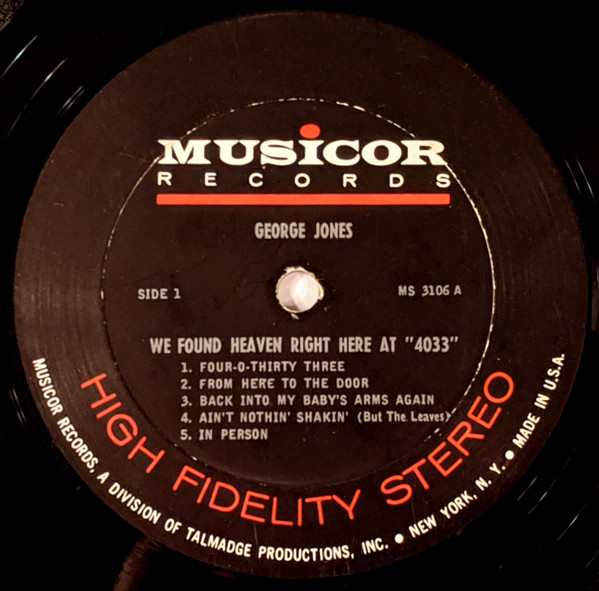 MUSICOR
RECORDS
GEORGE JONES
SIDE 1
MS 3106 A
WE FOUND HEAVEN RIGHT HERE AT "4033"
1. FOUR-O-THIRTY THREE
2. FROM HERE TO THE DOOR
3. BACK INTO MY BABY'S ARMS AGAIN
4. AIN'T NOTHIN' SHAKIN' (But The Leaves)
5. IN PERSON
HIGH FIDELITY STEREO
MUSICOR RECORDS, A DIVISION OF TALMADGE PRODUCTIONS, INC. ● NEW YORK, N. Y. ● MADE IN U.S.A.